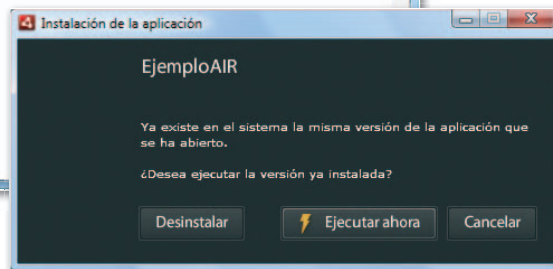 Instalación de la aplicación
EjemploAIR
Ya existe en el sistema la misma versión de la aplicación que
se ha abierto.
¿Desea ejecutar la versión ya instalada?
Desinstalar
Ejecutar ahora
Cancelar